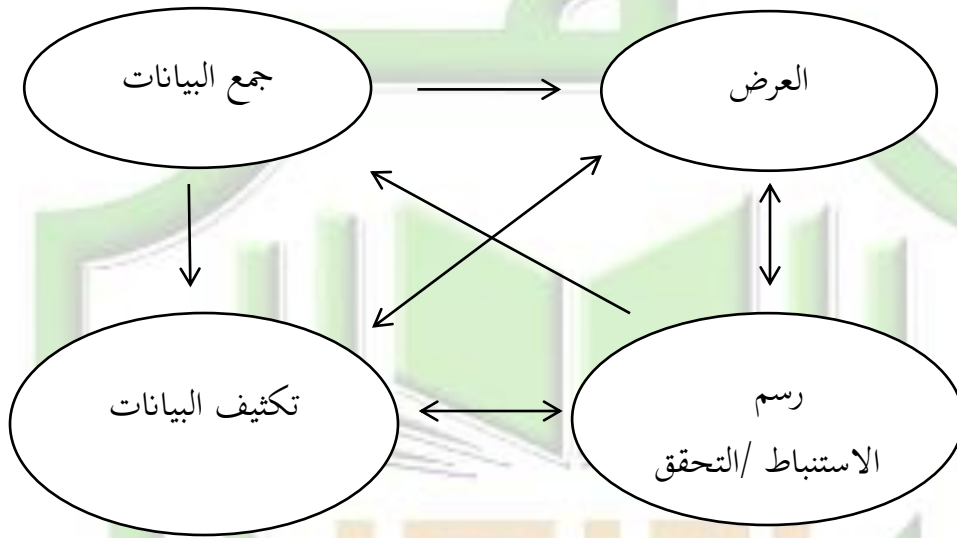 جمع البيانات
العرض
تكثيف البيانات
رسم
الاستنباط /التحقق